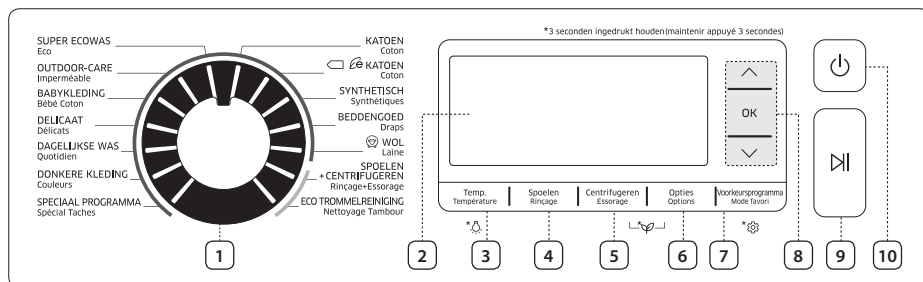 *3 seconden ingedrukt houden(maintenir appuyé 3 secondes)
SUPER ECOWAS
Eco
OUTDOOR-CARE
Imperméable
BABYKLEDING
Bébé Coton
DELICAAT
Délicats
DAGELIJKSE WAS
Quotidien
DONKERE KLEDING
Couleurs
SPECIAAL PROGRAMMA
Spécial Taches
KATOEN
Coton
e KATOEN
Coton
SYNTHETISCH
Synthétiques
BEDDENGOED
Draps
WOL
Laine
SPOELEN
+CENTRIFUGEREN
Rinçage+Essorage
ECO TROMMELREINIGING
Nettoyage Tambour
OK
Temp.
Température
Spoelen
Rinçage
Centrifugeren
Essorage
Opties
Options
Voorkeursprogramma
Mode favori
* * *
1 2 3 4 5 6 7 8 9 10